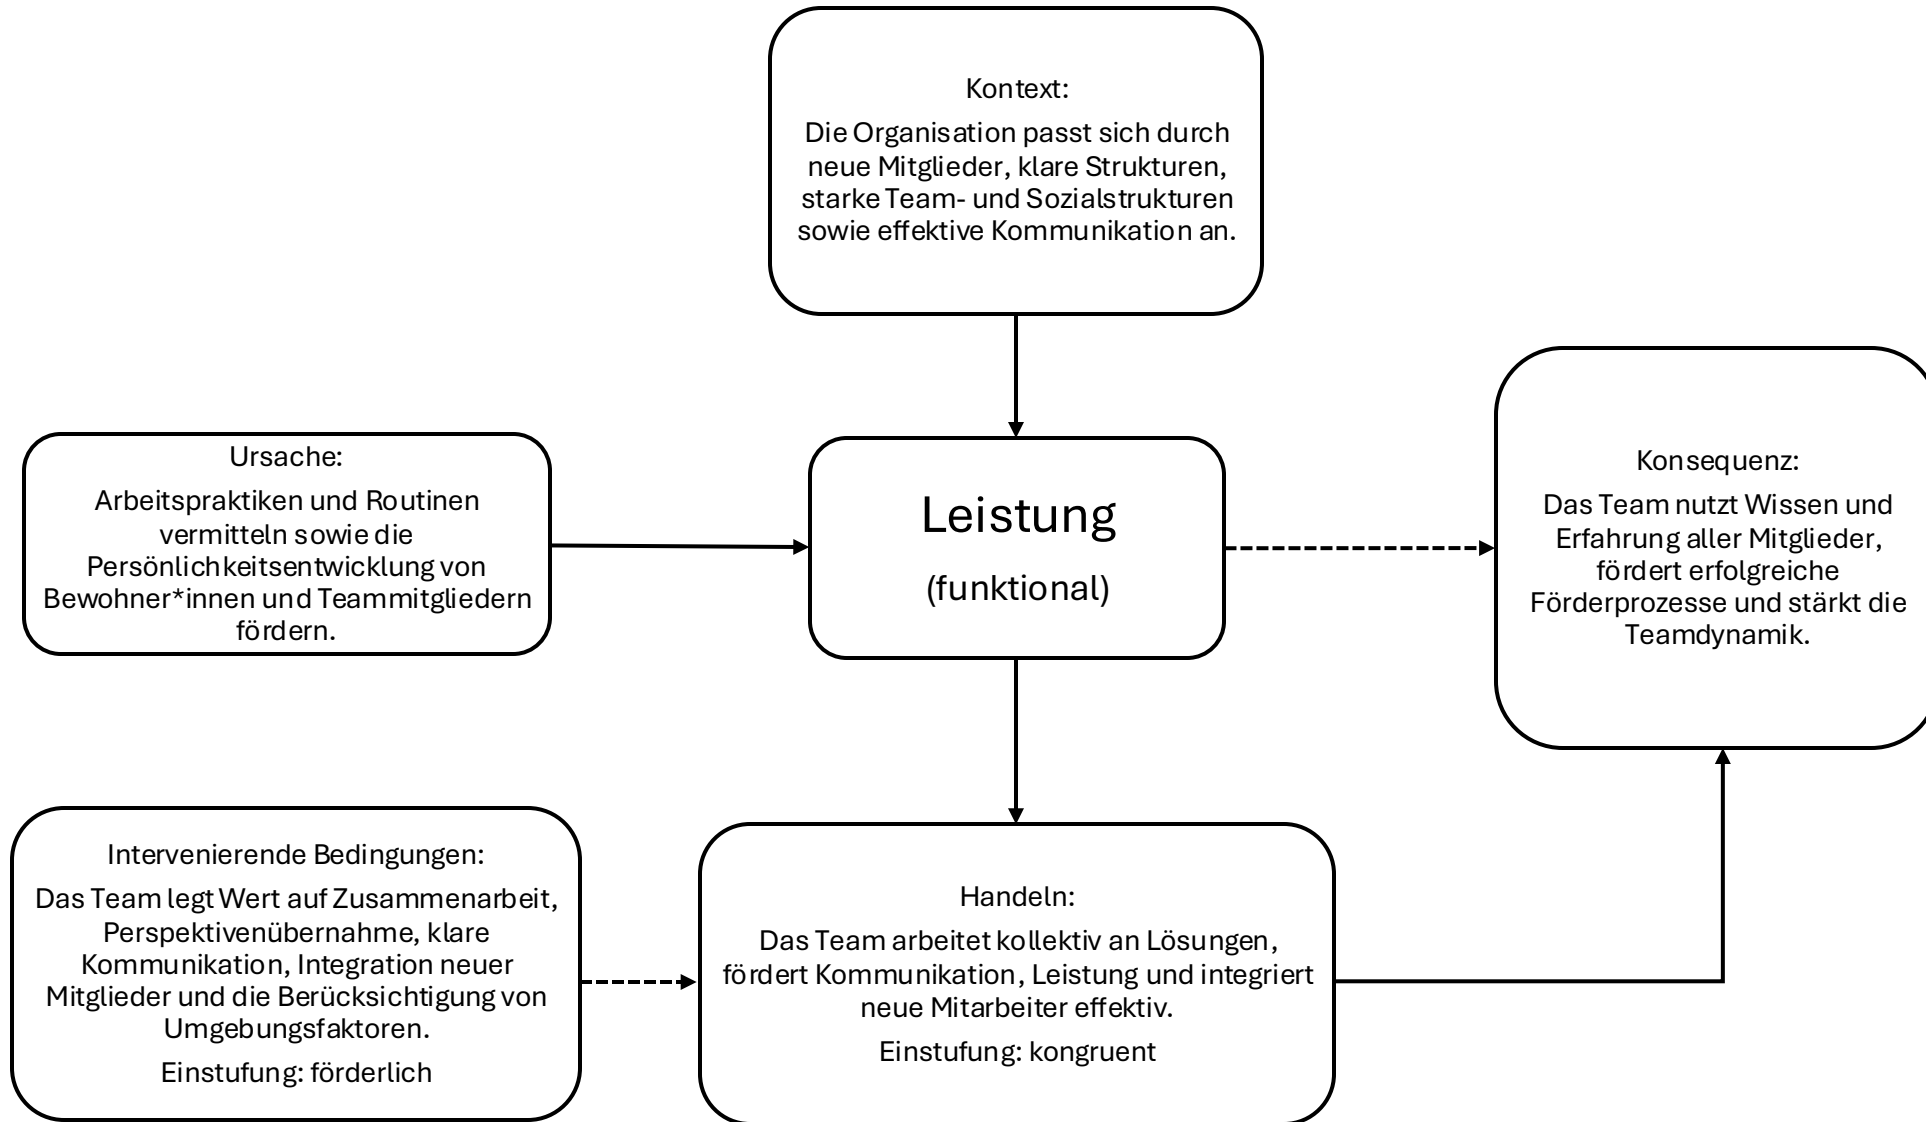 Kontext:
Die Organisation passt sich durch
neue Mitglieder, klare Strukturen,
starke Team- und Sozialstrukturen
sowie effektive Kommunikation an.
Ursache:
Arbeitspraktiken und Routinen
vermitteln sowie die
Persönlichkeitsentwicklung von
Bewohner*innen und Teammitgliedern
fördern.
Leistung
(funktional)
Konsequenz:
Das Team nutzt Wissen und
Erfahrung aller Mitglieder,
fördert erfolgreiche
Förderprozesse und stärkt die
Teamdynamik.
Intervenierende Bedingungen:
Das Team legt Wert auf Zusammenarbeit,
Perspektivenübernahme, klare
Kommunikation, Integration neuer
Mitglieder und die Berücksichtigung von
Umgebungsfaktoren.
Einstufung: förderlich
Handeln:
Das Team arbeitet kollektiv an Lösungen,
fördert Kommunikation, Leistung und integriert
neue Mitarbeiter effektiv.
Einstufung: kongruent